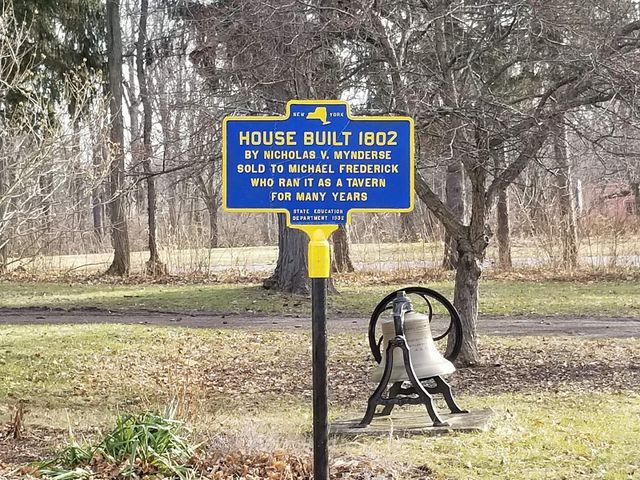 NEW YORK
HOUSE BUILT 1802
BY NICHOLAS V. MYNDERSE
SOLD TO MICHAEL FREDERICK
WHO RAN IT AS A TAVERN
FOR MANY YEARS
STATE EDUCATION
DEPARTMENT